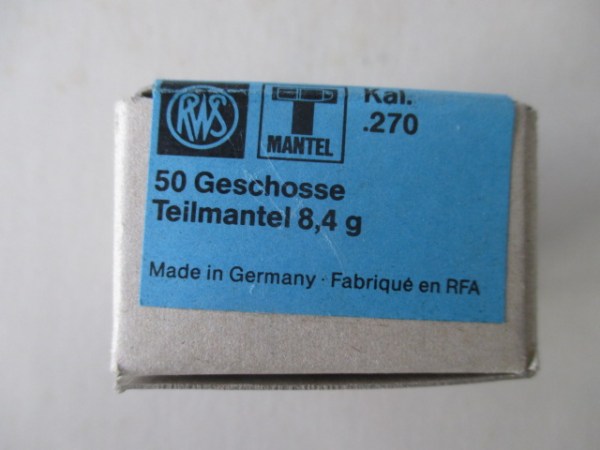 RWS
T
MANTEL
Kal.
.270
50 Geschosse
Teilmantel 8,4 g
Made in Germany · Fabriqué en RFA